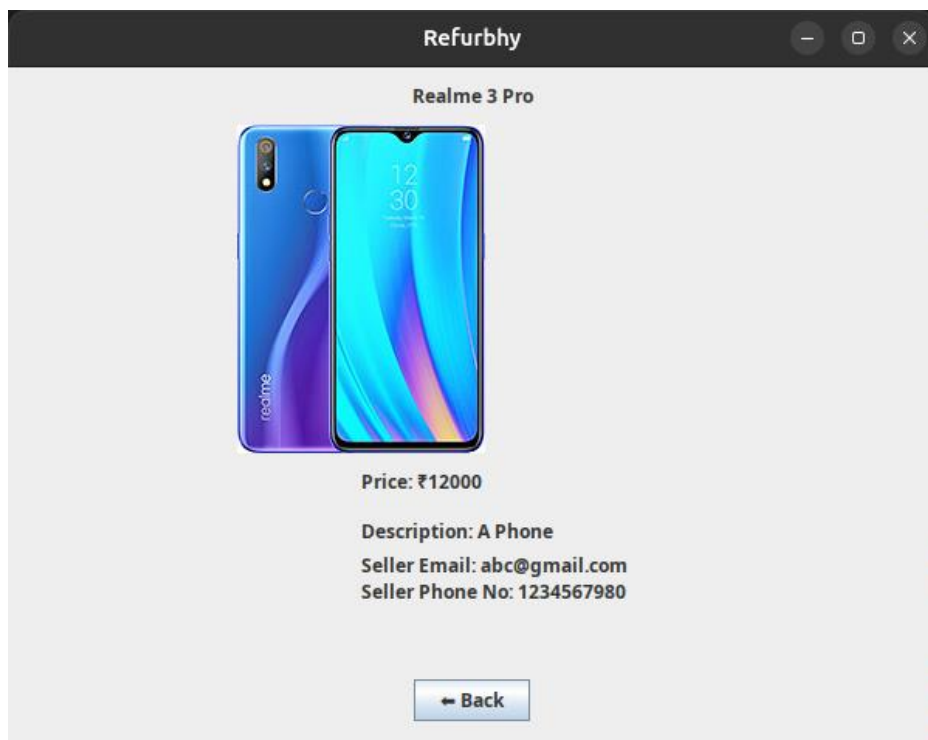 Refurbhy
Realme 3 Pro
12
30
realme
Price: ₹12000
Description: A Phone
Seller Email: abc@gmail.com
Seller Phone No: 1234567980
⬅ Back